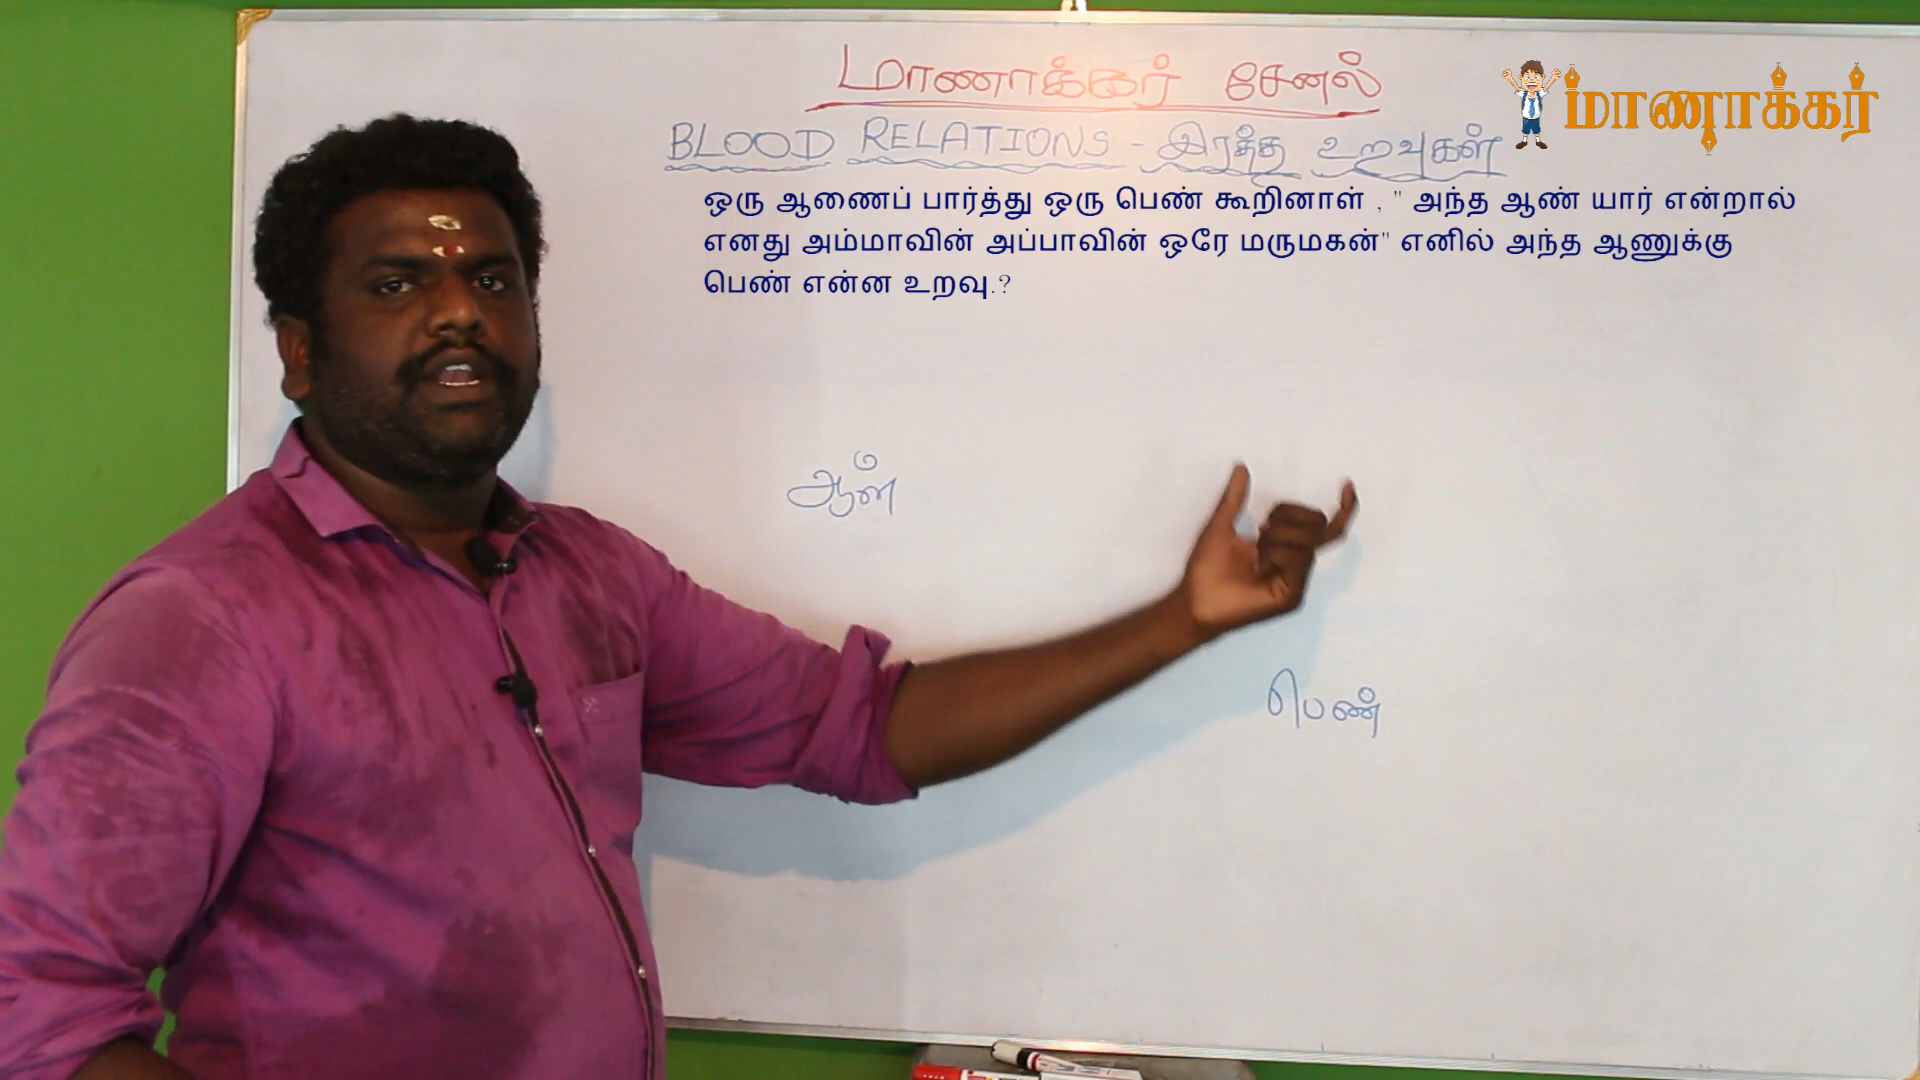 மாணாக்கர் சேனல்
மாணாக்கர்
BLOOD RELATIONS - இரத்த உறவுகள்
ஒரு ஆணைப் பார்த்து ஒரு பெண் கூறினாள் , " அந்த ஆண் யார் என்றால்
எனது அம்மாவின் அப்பாவின் ஒரே மருமகன்" எனில் அந்த ஆணுக்கு
பெண் என்ன உறவு.?
ஆண்
பெண்